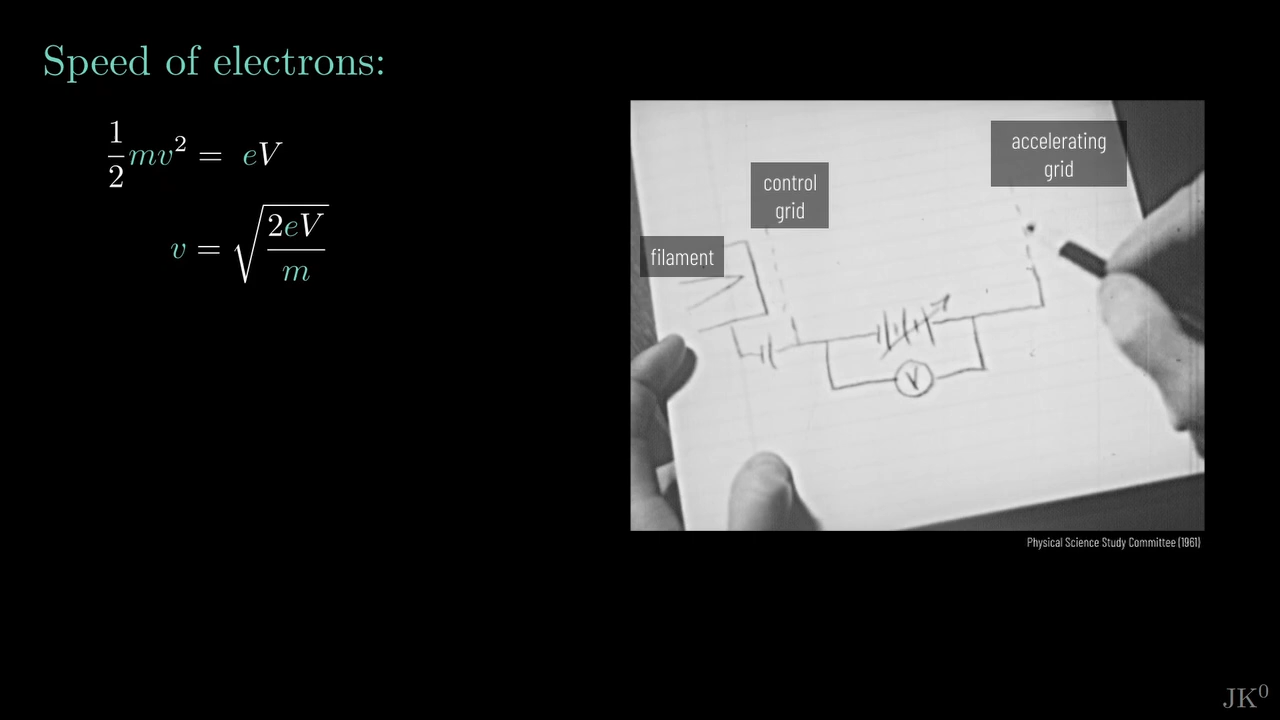 Speed of electrons:
1/2 mv² = eV
v = √(2eV/m)
accelerating
grid
control
grid
filament
V
Physical Science Study Committee (1961)
JK⁰